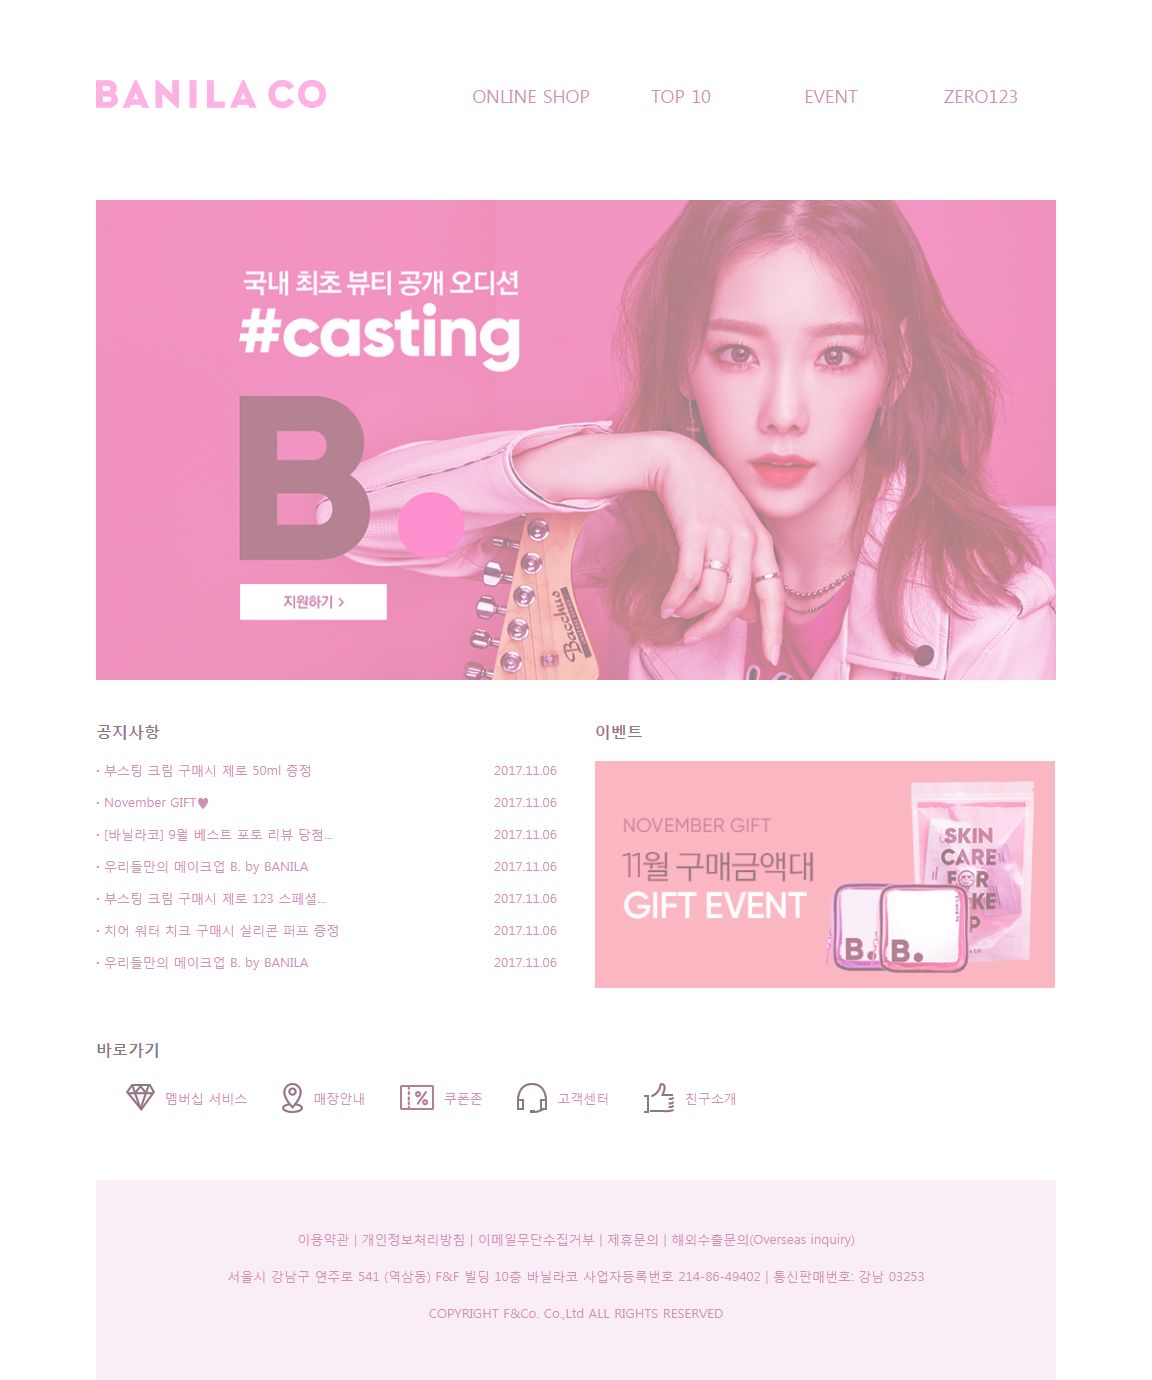 BANILA CO
ONLINE SHOP TOP 10 EVENT ZERO123
국내 최초 뷰티 공개 오디션
#casting
B.
지원하기 >
Bacchus
공지사항
· 부스팅 크림 구매시 제로 50ml 증정 2017.11.06
· November GIFT♥ 2017.11.06
· [바닐라코] 9월 베스트 포토 리뷰 당첨... 2017.11.06
· 우리들만의 메이크업 B. by BANILA 2017.11.06
· 부스팅 크림 구매시 제로 123 스페셜... 2017.11.06
· 치어 워터 치크 구매시 실리콘 퍼프 증정 2017.11.06
· 우리들만의 메이크업 B. by BANILA 2017.11.06
이벤트
NOVEMBER GIFT
11월 구매금액대
GIFT EVENT
SKIN
CARE
FOR
KE
P
B. B.
바로가기
멤버십 서비스 매장안내 쿠폰존 고객센터 친구소개
이용약관 | 개인정보처리방침 | 이메일무단수집거부 | 제휴문의 | 해외수출문의(Overseas inquiry)
서울시 강남구 연주로 541 (역삼동) F&F 빌딩 10층 바닐라코 사업자등록번호 214-86-49402 | 통신판매번호: 강남 03253
COPYRIGHT F&Co. Co.,Ltd ALL RIGHTS RESERVED